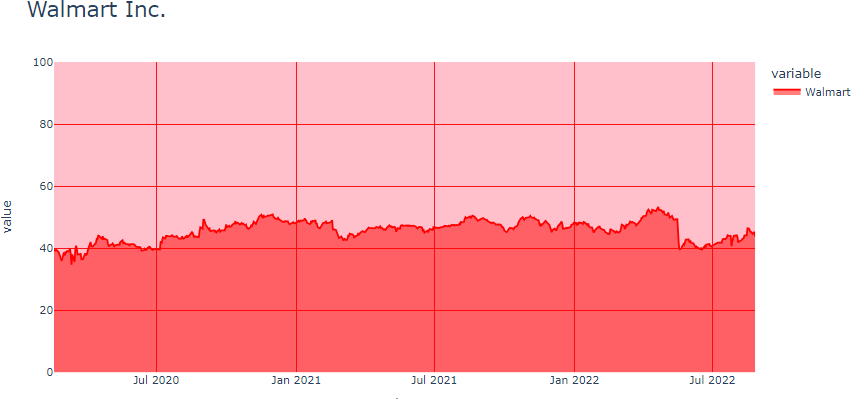 Walmart Inc.
variable
Walmart
value
100
80
60
40
20
0
Jul 2020
Jan 2021
Jul 2021
Jan 2022
Jul 2022